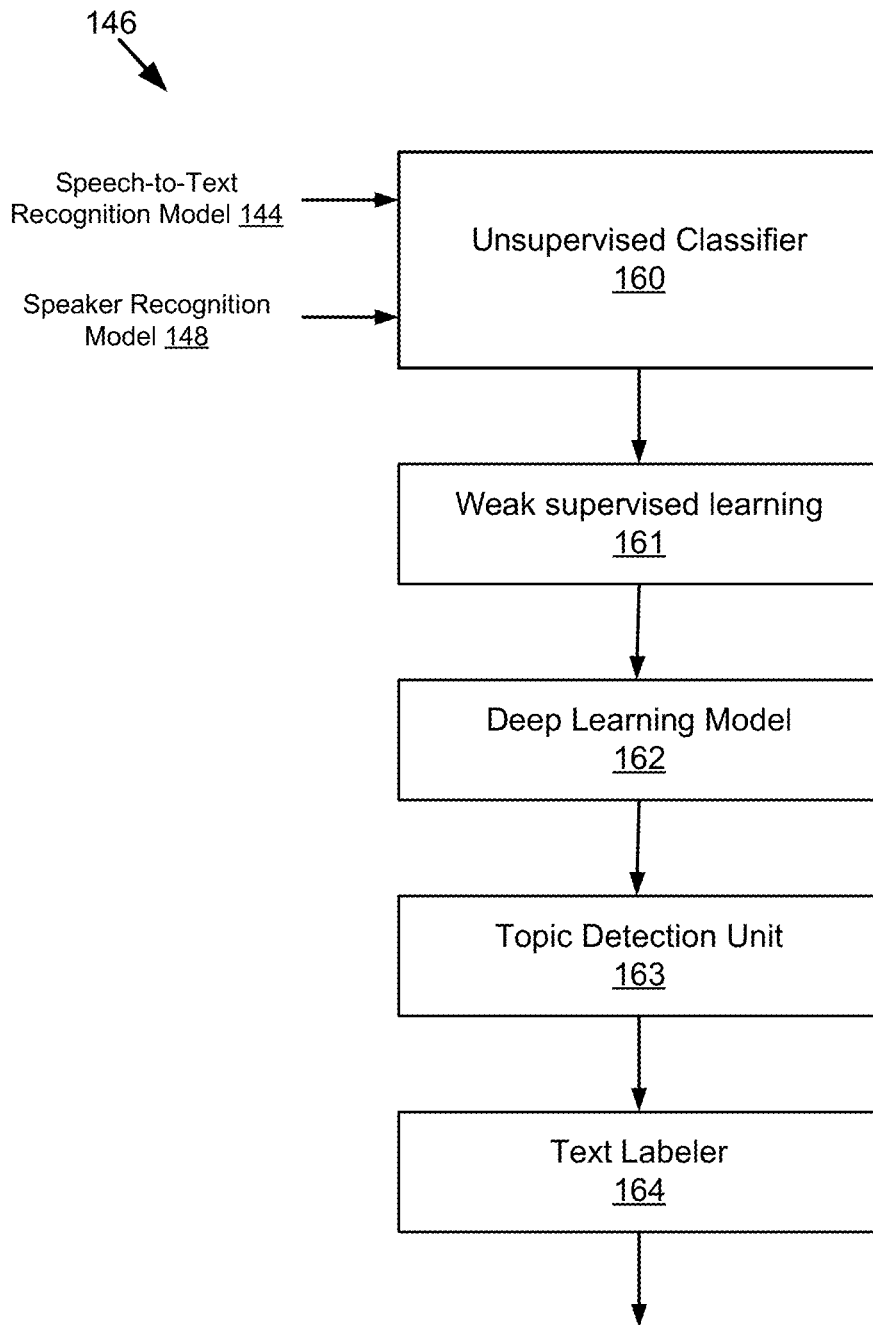 146
Speech-to-Text
Recognition Model 144
Unsupervised Classifier
160
Speaker Recognition
Model 148
Weak supervised learning
161
Deep Learning Model
162
Topic Detection Unit
163
Text Labeler
164